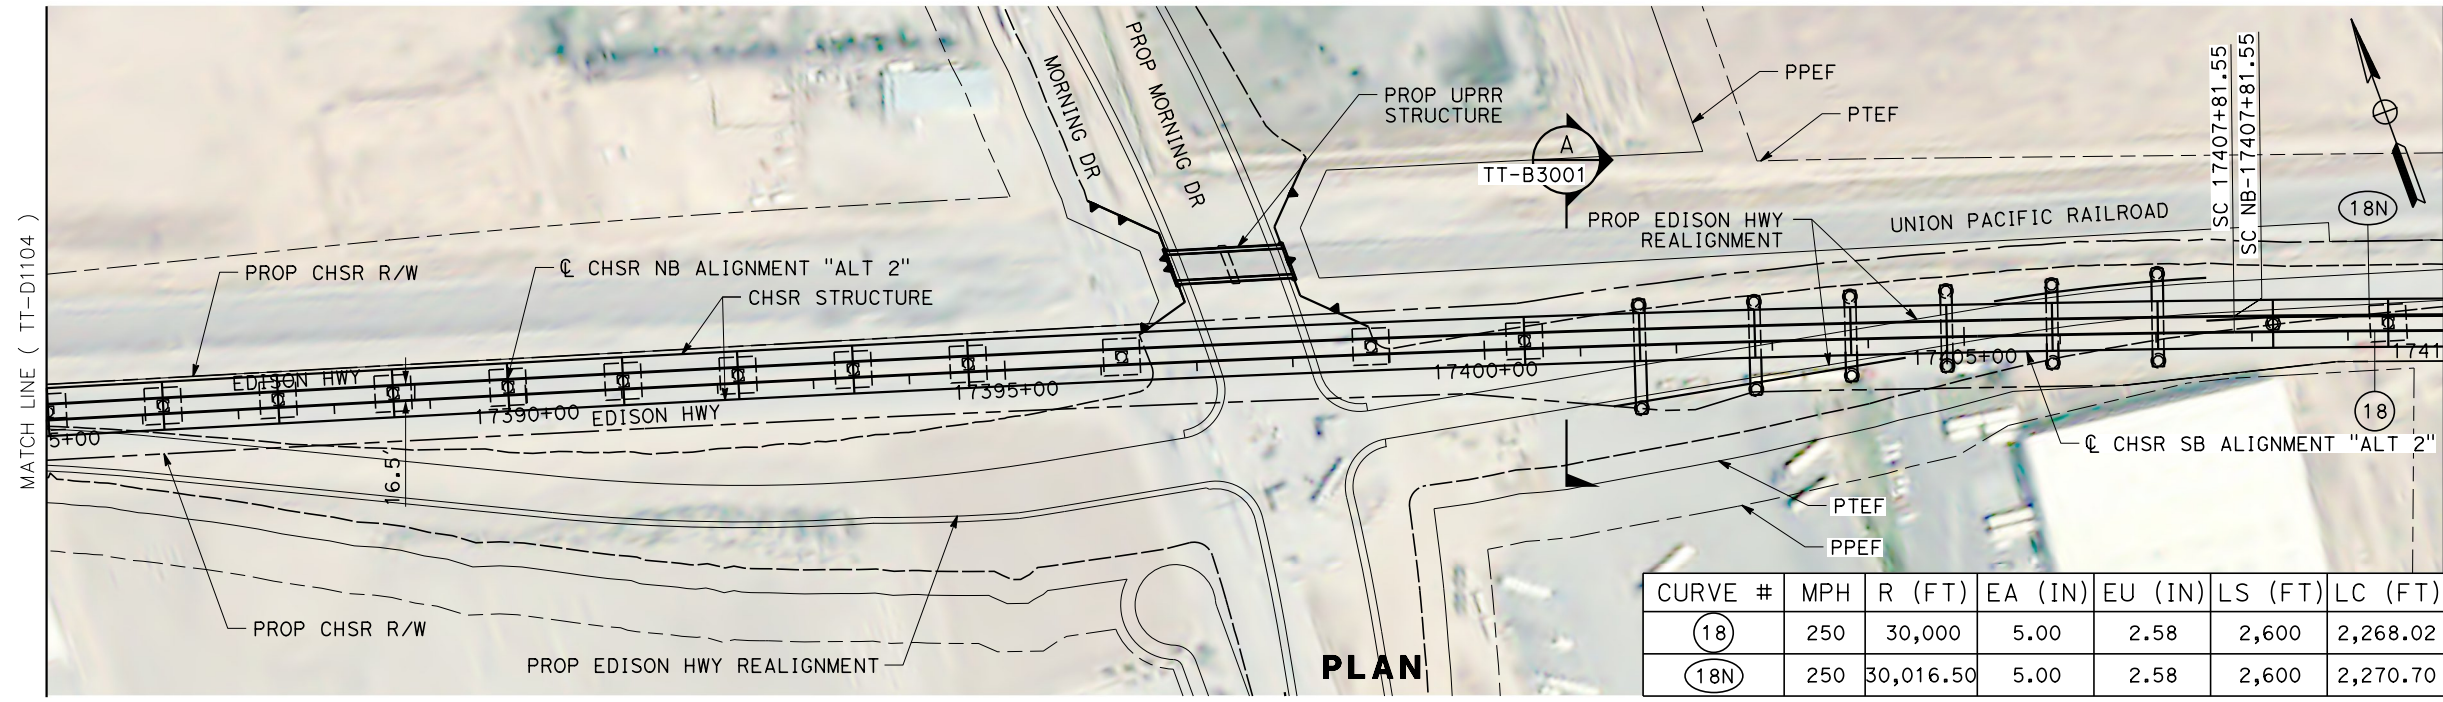 MATCH LINE ( TT-D1104 )
MORNING DR
PROP MORNING DR
PROP UPRR
STRUCTURE
PPEF
PTEF
A
TT-B3001
SC 17407+81.55
SC NB-17407+81.55
18N
PROP EDISON HWY
REALIGNMENT
UNION PACIFIC RAILROAD
PROP CHSR R/W
℄ CHSR NB ALIGNMENT "ALT 2"
CHSR STRUCTURE
EDISON HWY
5+00
17390+00
EDISON HWY
17395+00
17400+00
17405+00
1741
18
℄ CHSR SB ALIGNMENT "ALT 2"
16.5'
PTEF
PPEF
PROP CHSR R/W
PROP EDISON HWY REALIGNMENT
PLAN
CURVE # MPH R (FT) EA (IN) EU (IN) LS (FT) LC (FT)
18 250 30,000 5.00 2.58 2,600 2,268.02
18N 250 30,016.50 5.00 2.58 2,600 2,270.70